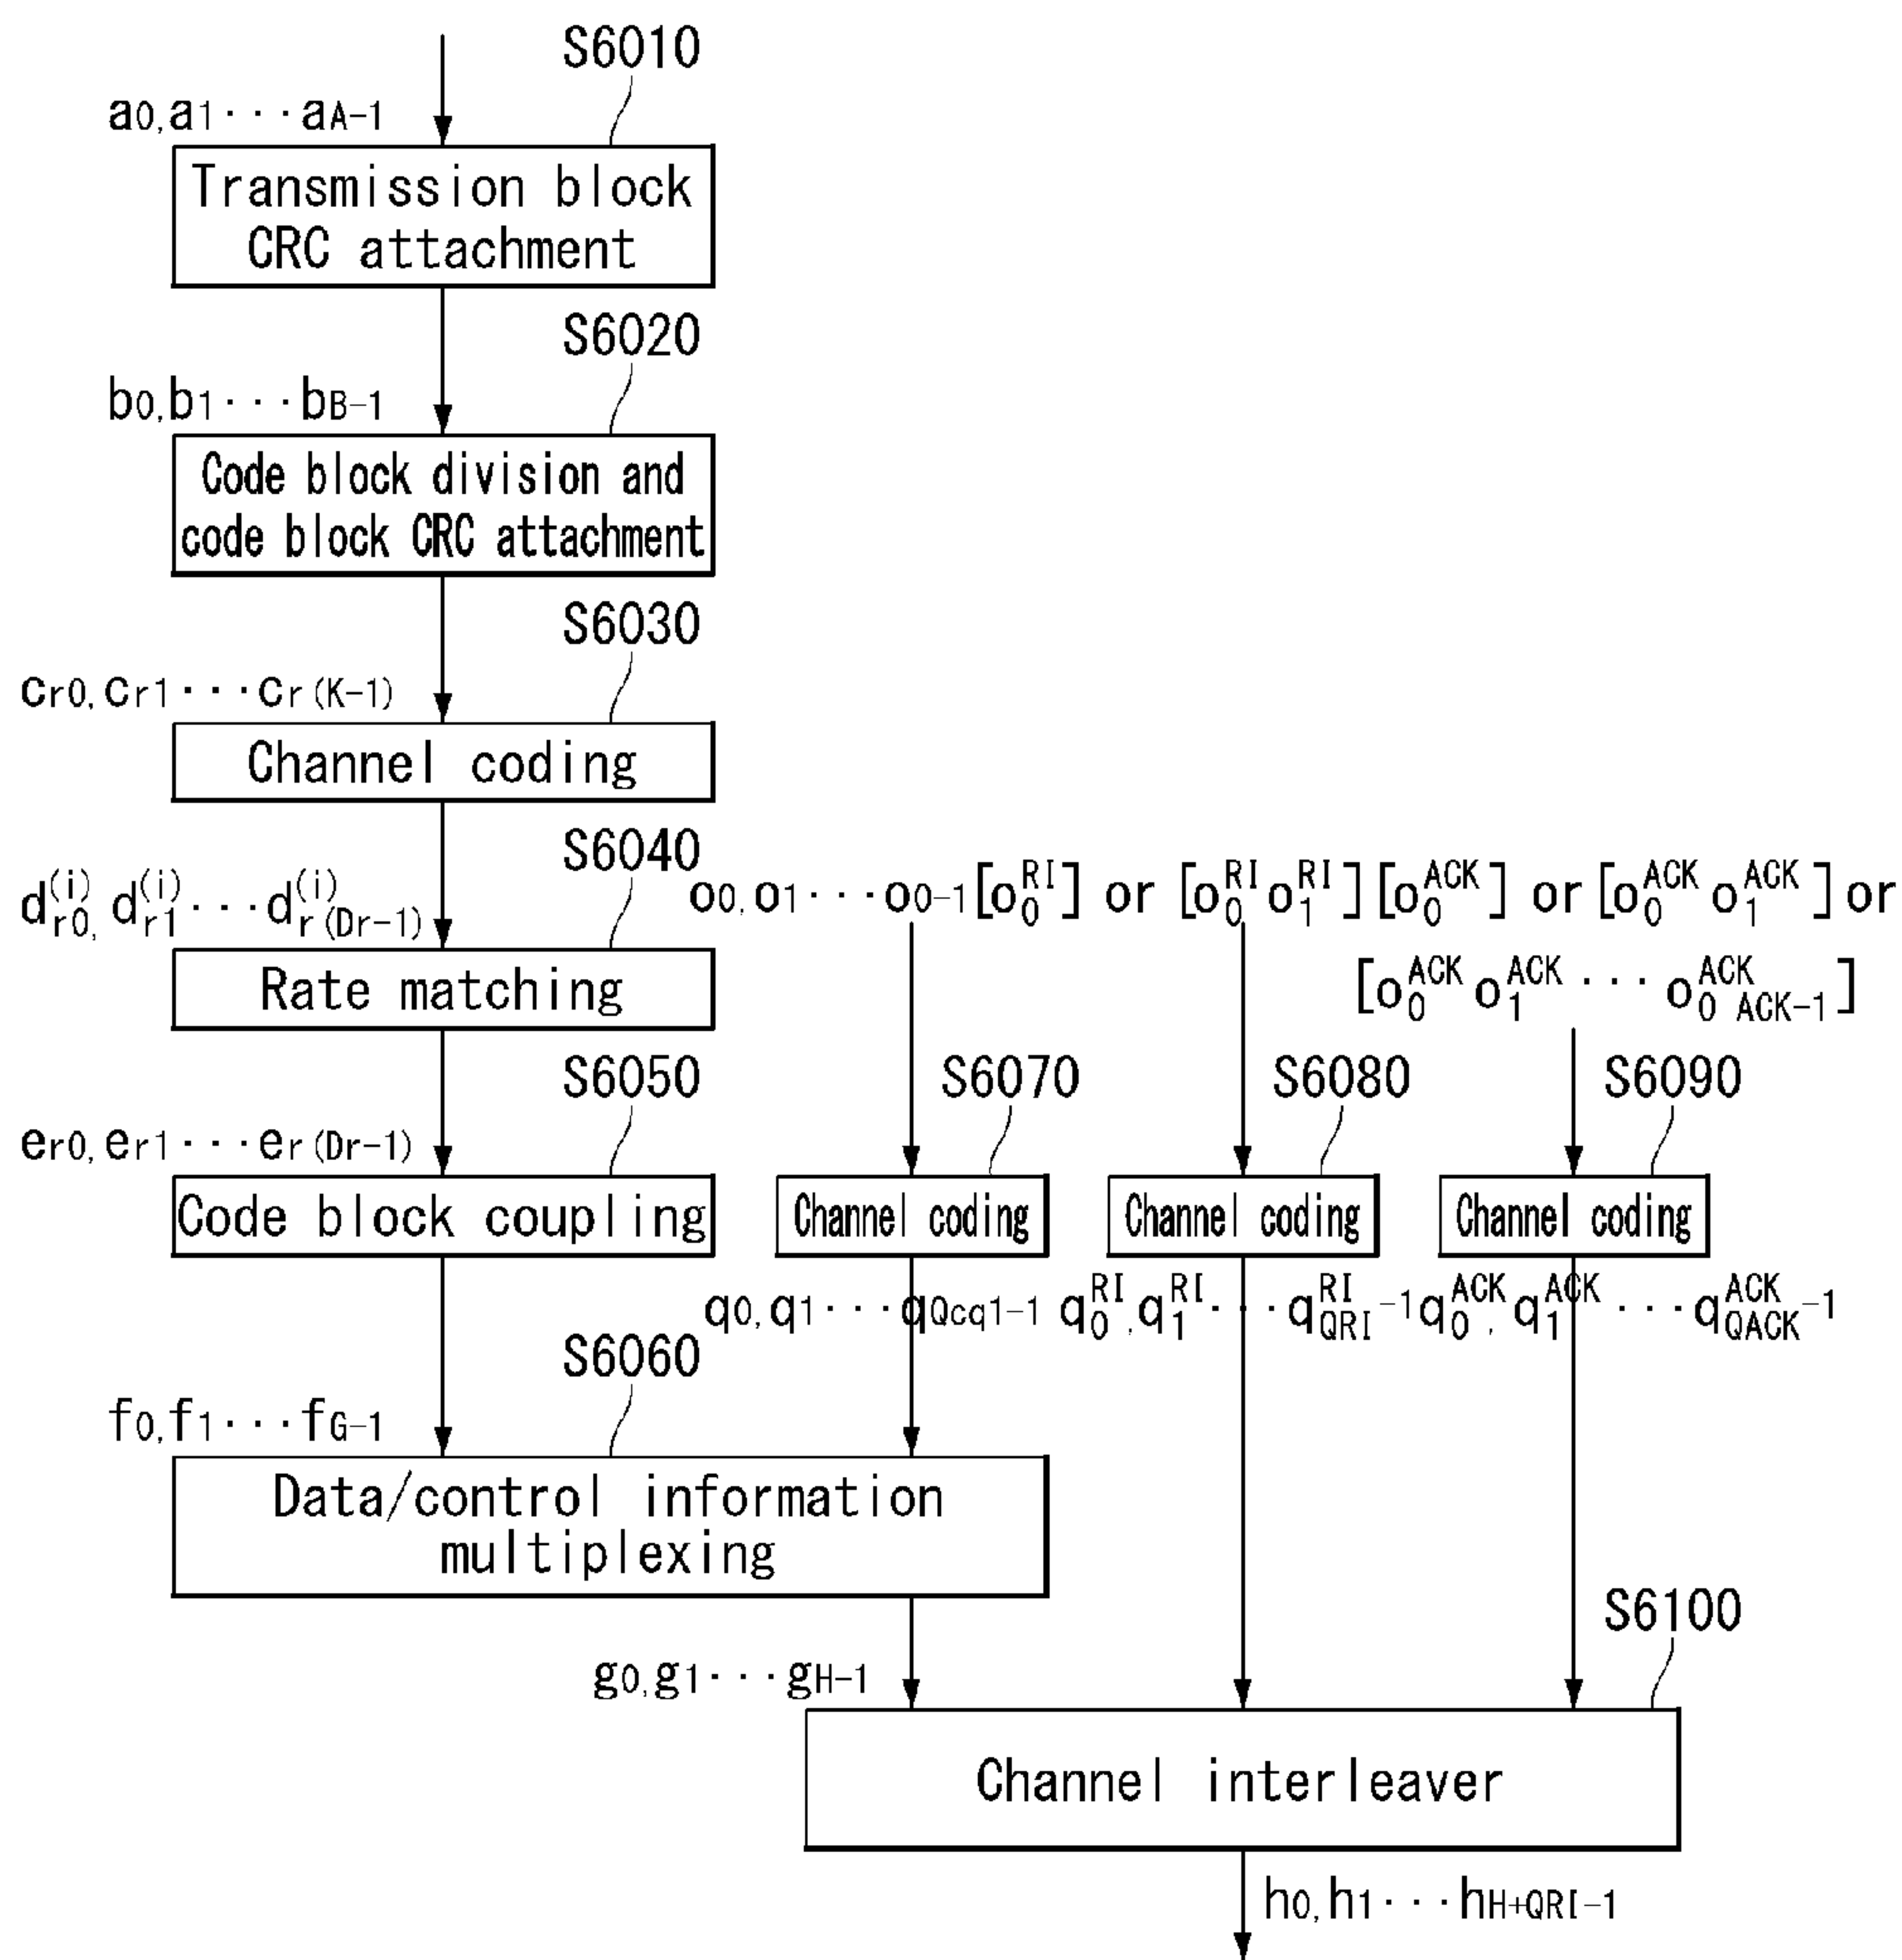 S6010
a0,a1···aA-1
Transmission block
CRC attachment
S6020
b0,b1···bB-1
Code block division and
code block CRC attachment
S6030
cr0,cr1···cr(K-1)
Channel coding
S6040
d(i)r0,d(i)r1···d(i)r(Dr-1)
Rate matching
o0,o1···o0-1[oRI0] or [oRI0 oRI1][oACK0] or[oACK0 oACK1]or
[oACK0 oACK1···oACK0 ACK-1]
S6050
er0,er1···er(Dr-1)
Code block coupling
S6070
Channel coding
S6080
Channel coding
S6090
Channel coding
q0,q1···qQcq1-1 qRI0,qRI1···qRIQRI-1qACK0,qACK1···qACKQACK-1
S6060
f0,f1···fG-1
Data/control information
multiplexing
S6100
g0,g1···gH-1
Channel interleaver
h0,h1···hH+QRI-1